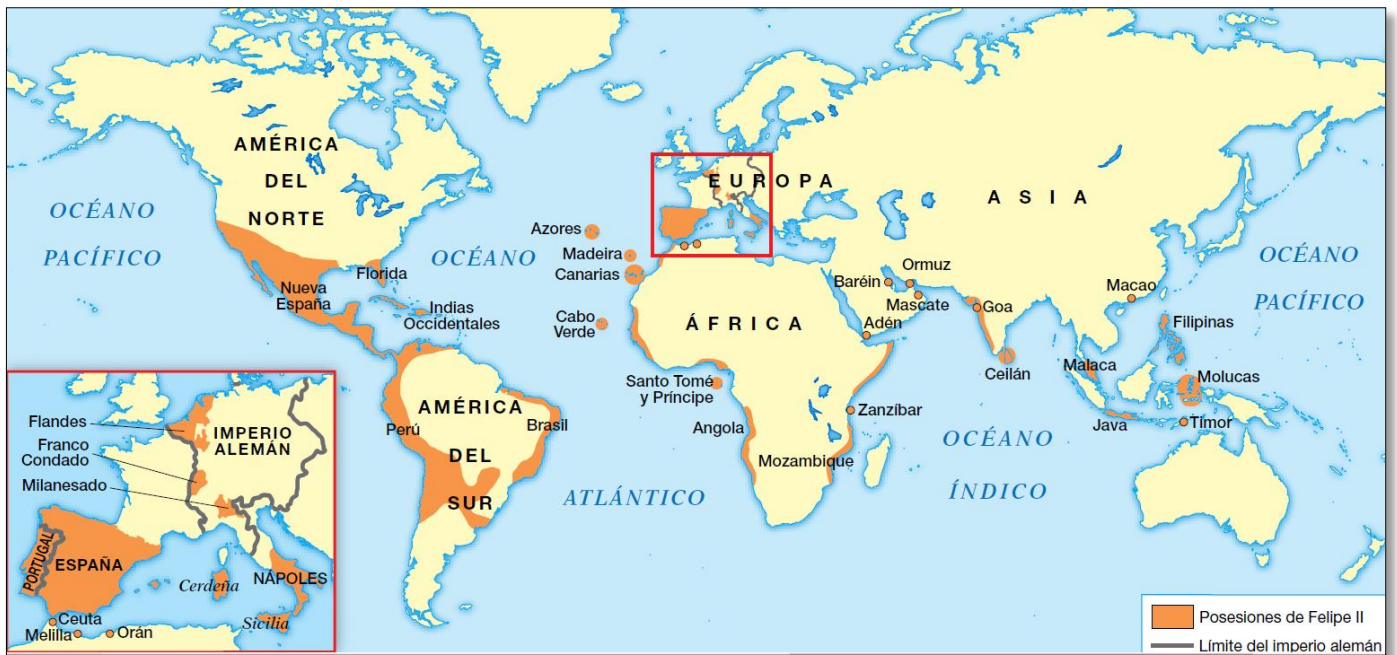 AMÉRICA
DEL
NORTE
OCÉANO
PACÍFICO
Nueva
España
Florida
Indias
Occidentales
OCÉANO
ATLÁNTICO
Azores
Madeira
Canarias
Cabo
Verde
EUROPA
ASIA
OCÉANO
PACÍFICO
ÁFRICA
Baréin
Ormuz
Mascate
Adén
Goa
Macao
Filipinas
Ceilán
Malaca
Molucas
Java
Tímor
Santo Tomé
y Príncipe
Angola
Zanzíbar
Mozambique
OCÉANO
ÍNDICO
AMÉRICA
DEL
SUR
Perú
Brasil
Flandes
Franco
Condado
Milanesado
IMPERIO
ALEMÁN
PORTUGAL
ESPAÑA
Cerdeña
NÁPOLES
Sicilia
Ceuta
Melilla
Orán
Posesiones de Felipe II
Límite del imperio alemán